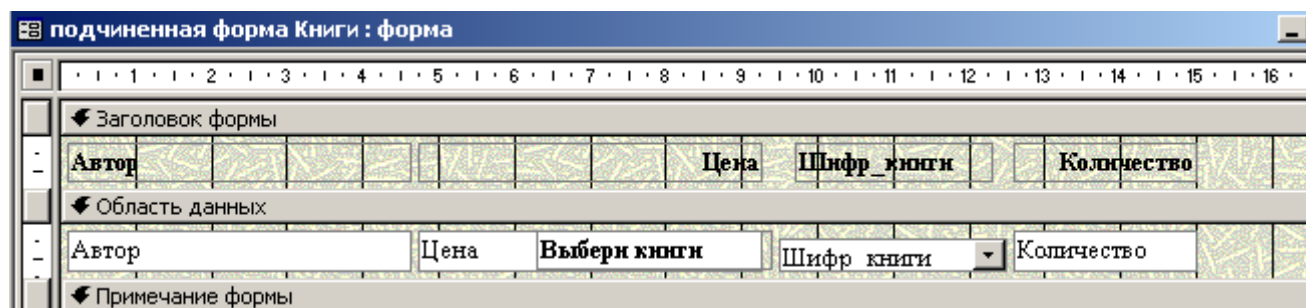 подчиненная форма Книги : форма
1 2 3 4 5 6 7 8 9 10 11 12 13 14 15 16
Заголовок формы
Автор Цена Шифр_книги Количество
Область данных
Автор Цена Выбери книги Шифр_книги Количество
Примечание формы